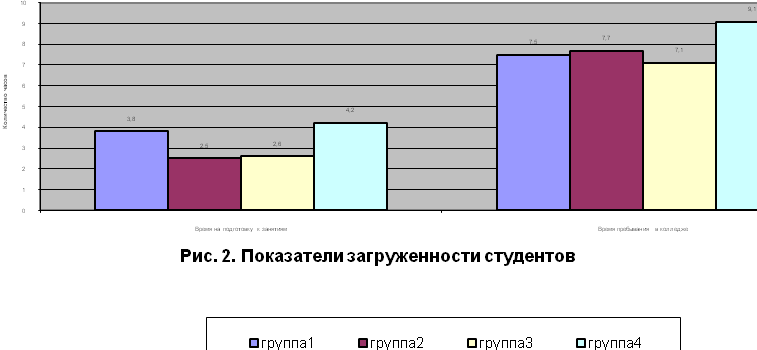 10
9
8
7
6
5
4
3
2
1
0
Количество часов
3,8
2,5
2,6
4,2
7,5
7,7
7,1
9,1
Время на подготовку к занятиям
Время пребывания в колледже
Рис. 2. Показатели загруженности студентов
группа1
группа2
группа3
группа4